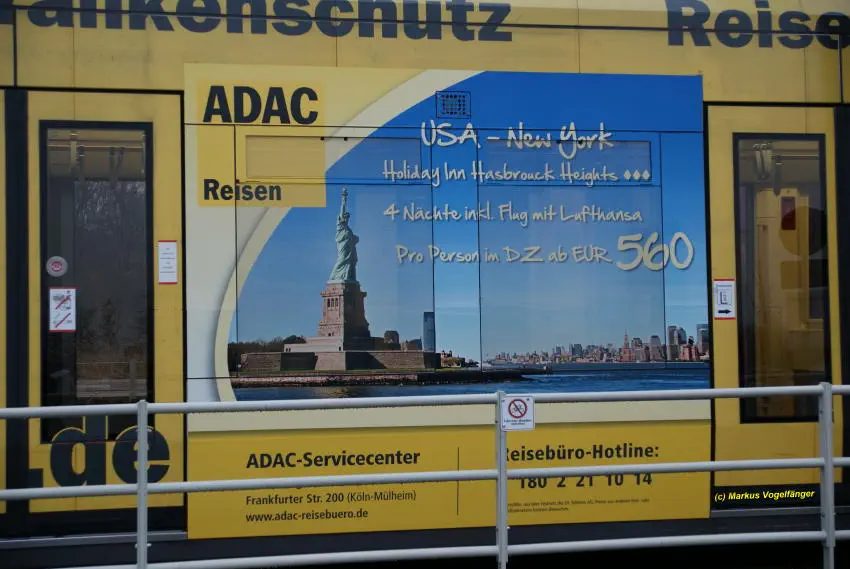 alkenschutz Reise
ADAC
Reisen
USA - New York
Holiday Inn Hasbrouck Heights
4 Nächte inkl. Flug mit Lufthansa
Pro Person im DZ ab EUR 560
.de
ADAC-Servicecenter
Frankfurter Str. 200 (Köln-Mülheim)
www.adac-reisebuero.de
Reisebüro-Hotline:
180 2 21 10 14
(c) Markus Vogelfänger